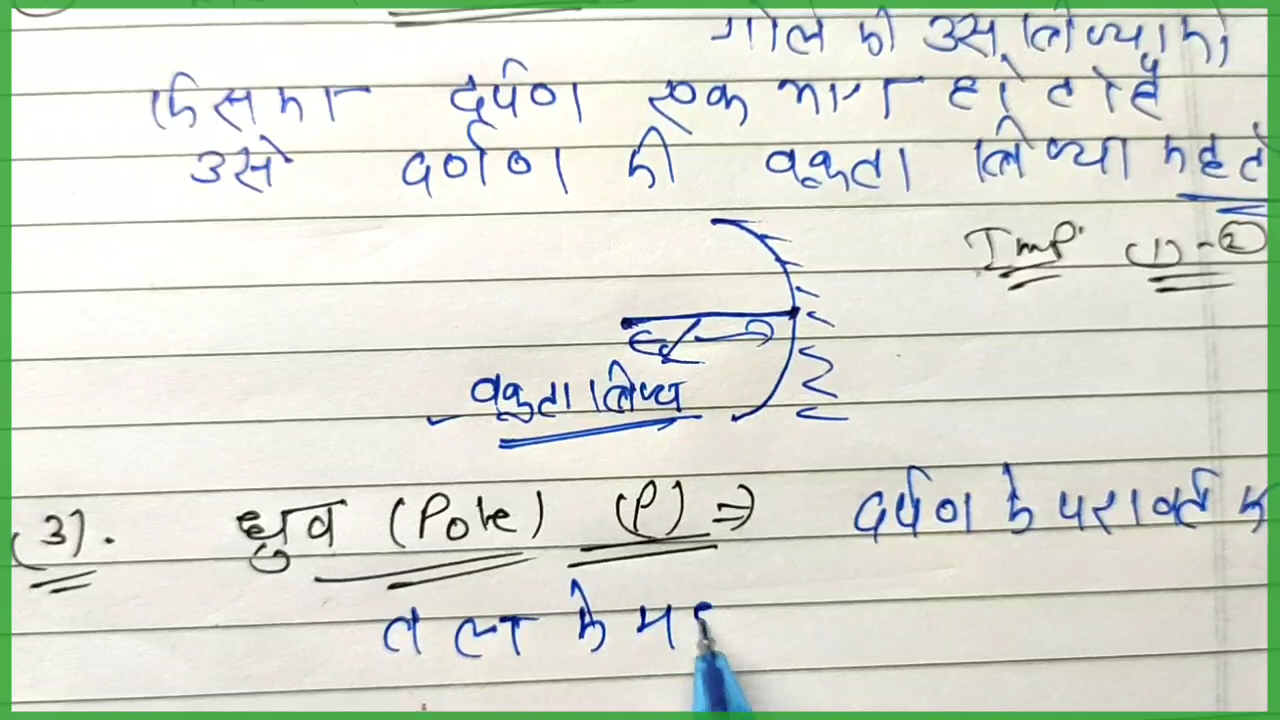 गोले की उस त्रिज्या को
जिसका दर्पण एक भाग होता है
उसे दर्पण की वक्रता त्रिज्या कहते
Imp. (1)-(2)
वक्रता त्रिज्य
(3). ध्रुव (Pole) (P) ⇒ दर्पण के परावर्तक
तल के म